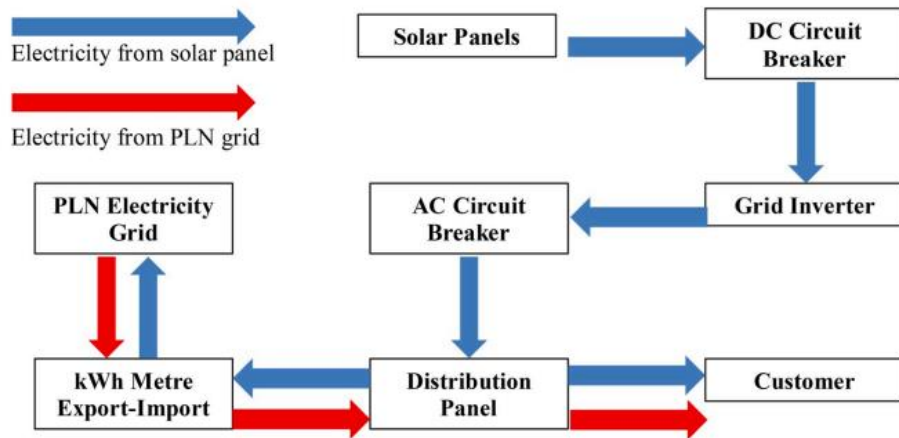 Electricity from solar panel
Electricity from PLN grid
Solar Panels
DC Circuit
Breaker
PLN Electricity
Grid
AC Circuit
Breaker
Grid Inverter
kWh Metre
Export-Import
Distribution
Panel
Customer